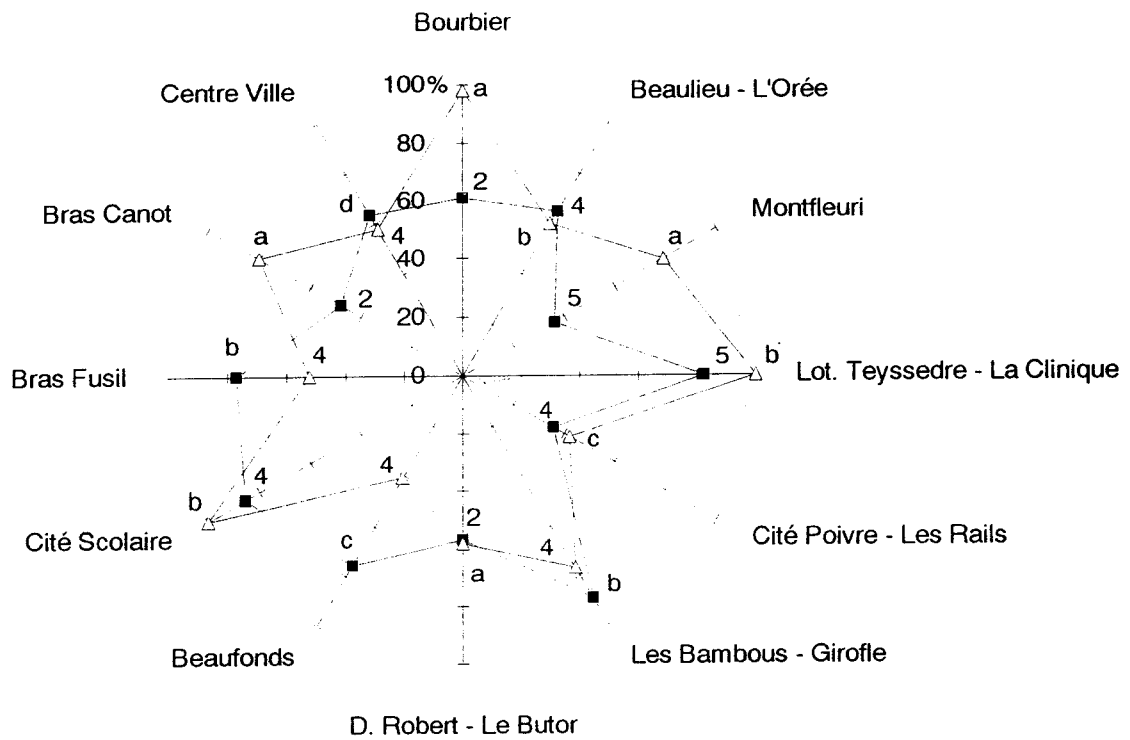 Bourbier
Centre Ville
100%
a
Beaulieu - L'Orée
80
Bras Canot
d
60
2
4
Montfleuri
a
4
b
a
40
2
20
5
Bras Fusil
b
4
0
5
b
Lot. Teyssedre - La Clinique
4
c
b
4
4
Cité Scolaire
c
2
4
Cité Poivre - Les Rails
a
b
Beaufonds
Les Bambous - Girofle
D. Robert - Le Butor